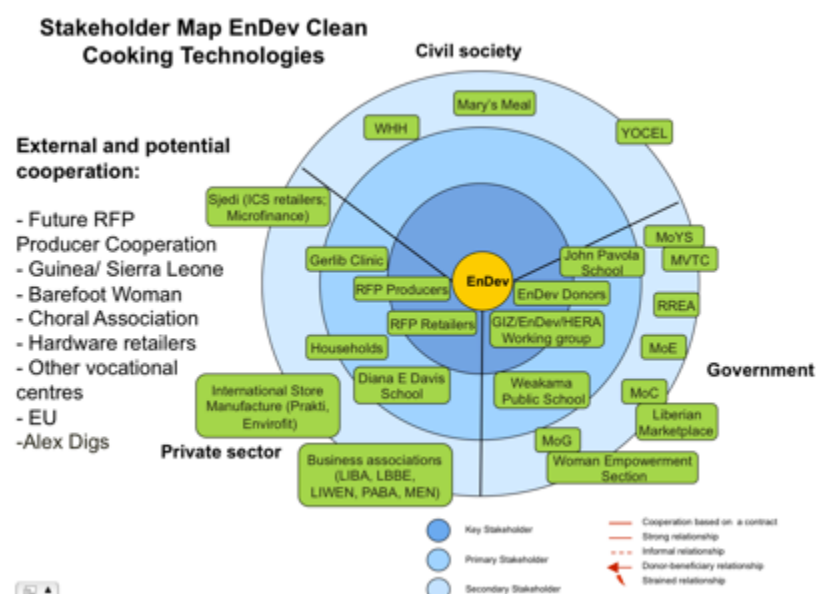 Stakeholder Map EnDev Clean
Cooking Technologies
Civil society
External and potential
cooperation:
- Future RFP
Producer Cooperation
- Guinea/ Sierra Leone
- Barefoot Woman
- Choral Association
- Hardware retailers
- Other vocational
centres
- EU
-Alex Digs
Mary's Meal
WHH
YOCEL
Sjedi (ICS retailers;
Microfinance)
MoYS
MVTC
Gerlib Clinic
John Pavola
School
EnDev
RFP Producers
EnDev Donors
RREA
RFP Retailers
GIZ/EnDev/HERA
Working group
Households
MoE
Government
Diana E Davis
School
Weakama
Public School
International Store
Manufacture (Prakti,
Envirofit)
MoC
Liberian
Marketplace
Private sector
MoG
Business associations
(LIBA, LBBE,
LIWEN, PABA, MEN)
Woman Empowerment
Section
Key Stakeholder
Primary Stakeholder
Secondary Stakeholder
Cooperation based on a contract
Strong relationship
Informal relationship
Donor-beneficiary relationship
Strained relationship